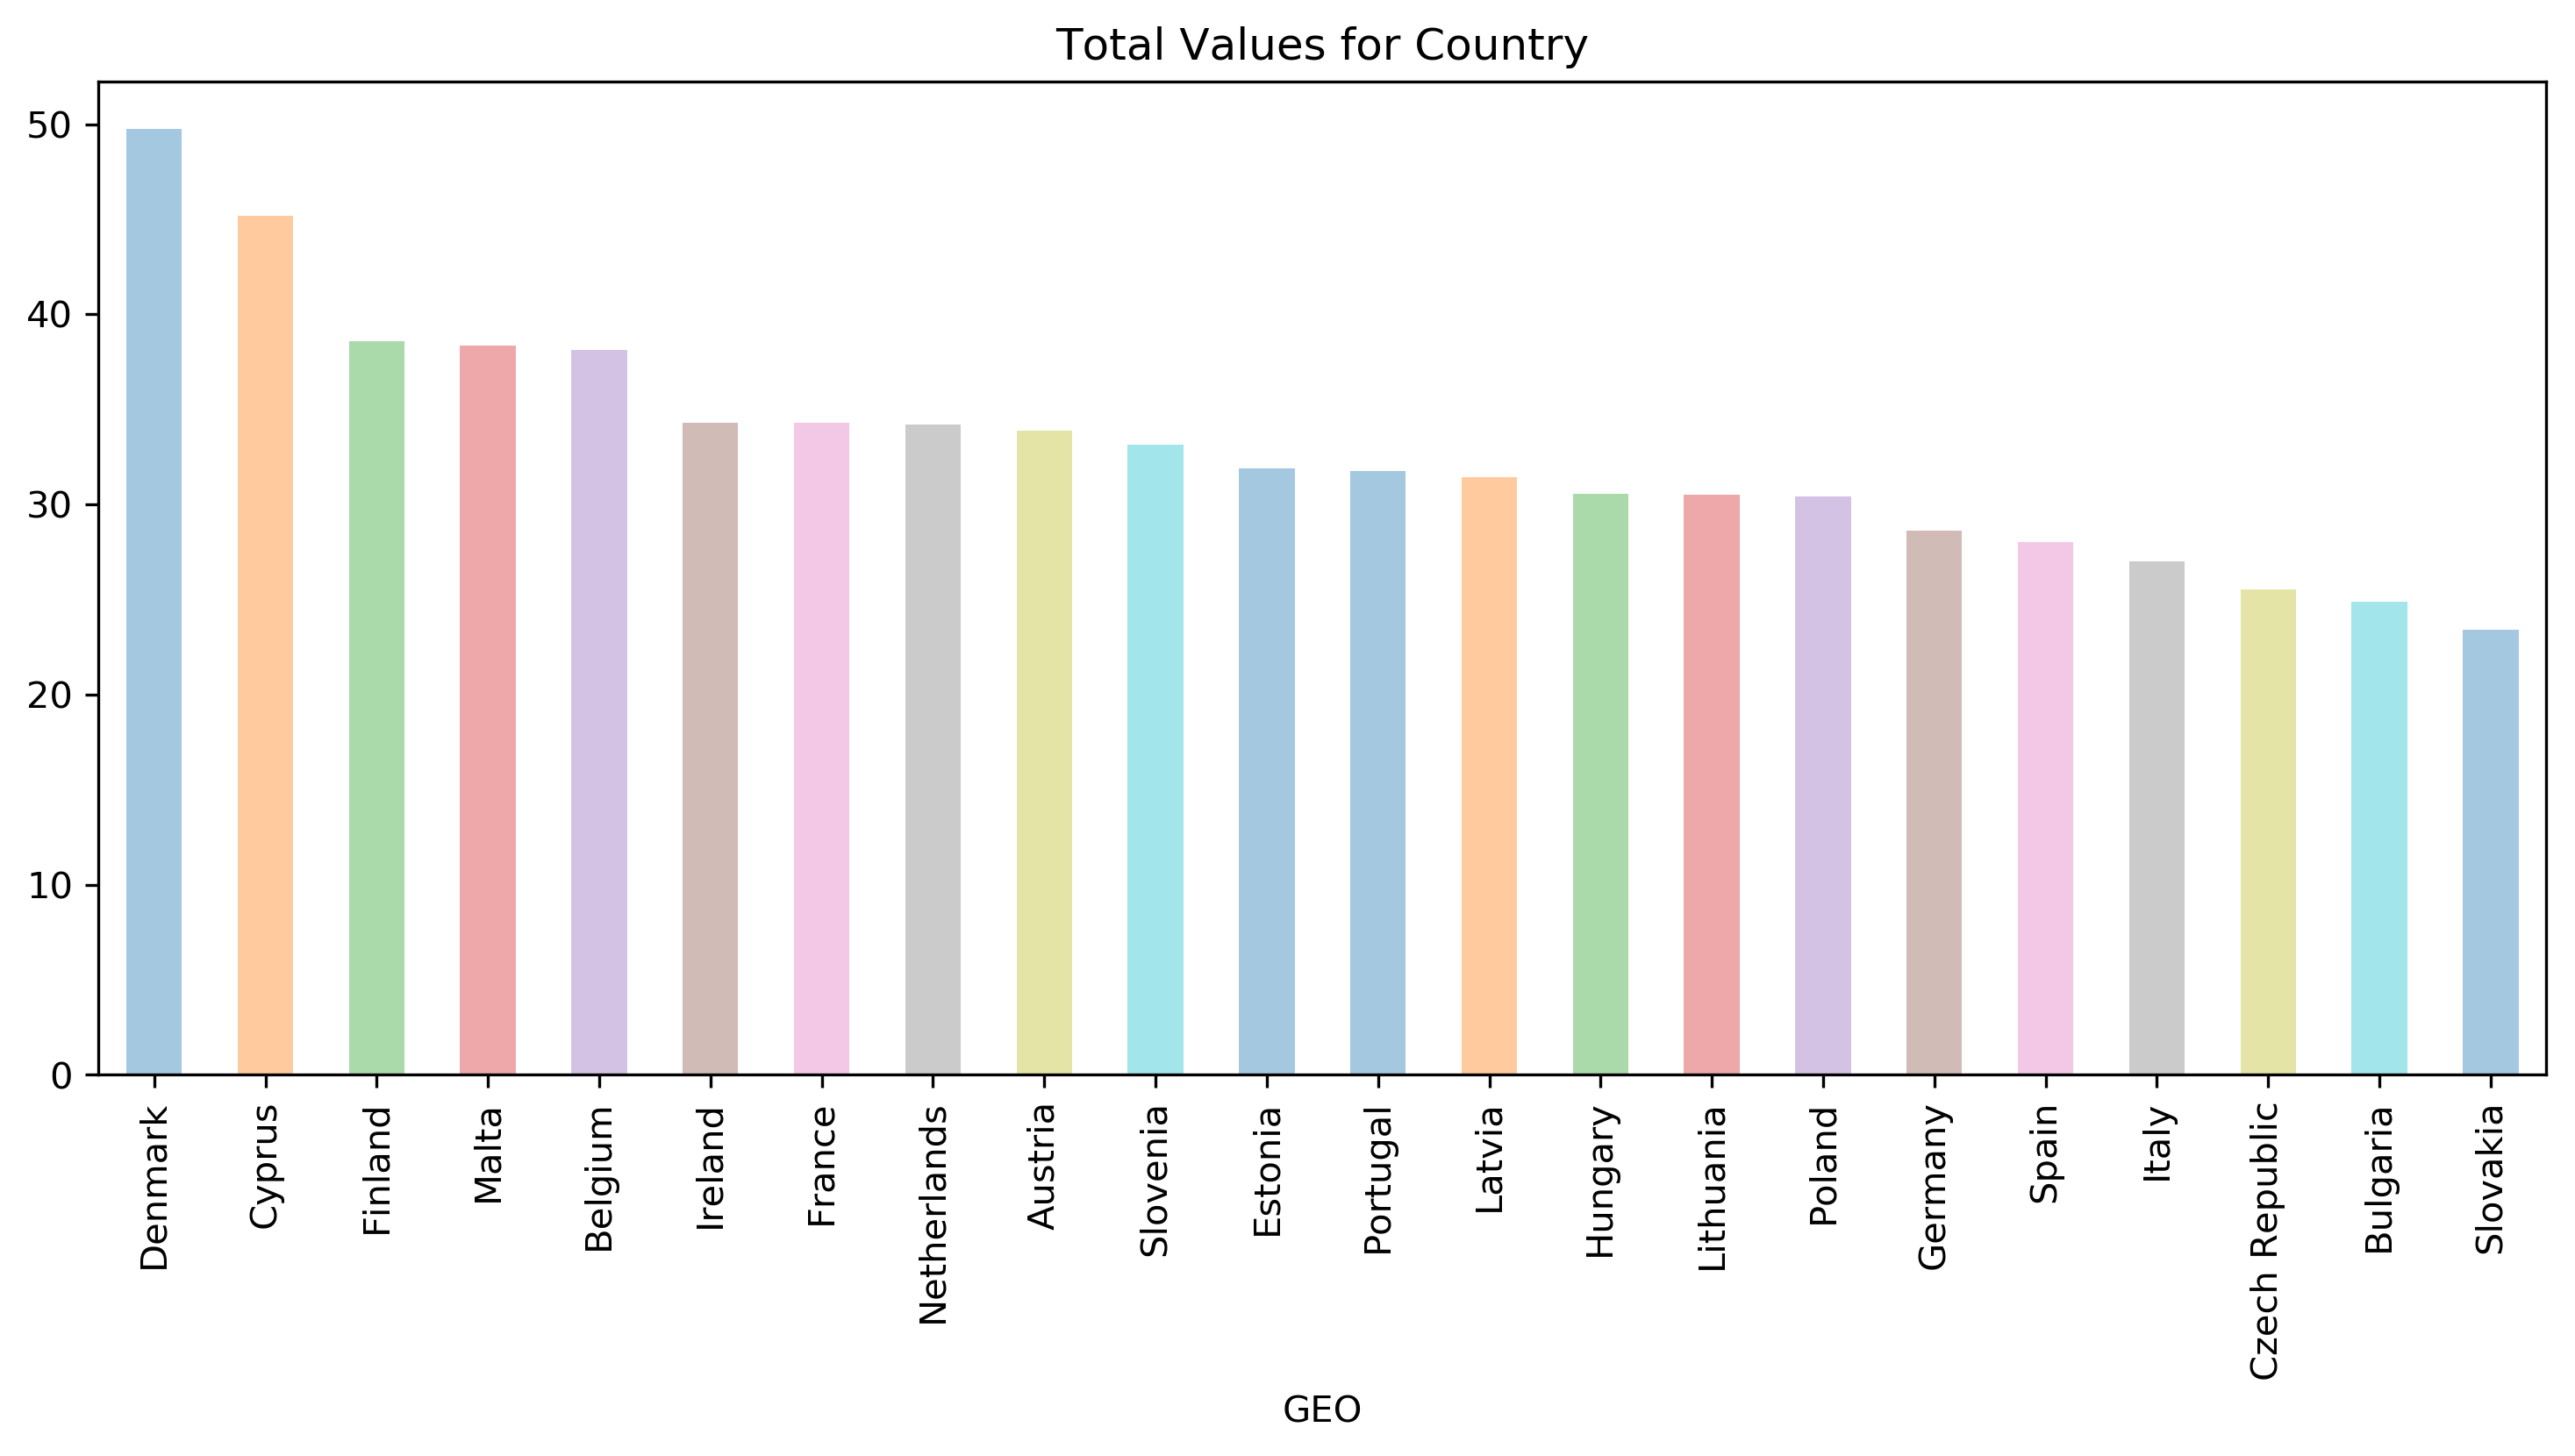 Total Values for Country
50
40
30
20
10
0
Denmark
Cyprus
Finland
Malta
Belgium
Ireland
France
Netherlands
Austria
Slovenia
Estonia
Portugal
Latvia
Hungary
Lithuania
Poland
Germany
Spain
Italy
Czech Republic
Bulgaria
Slovakia
GEO